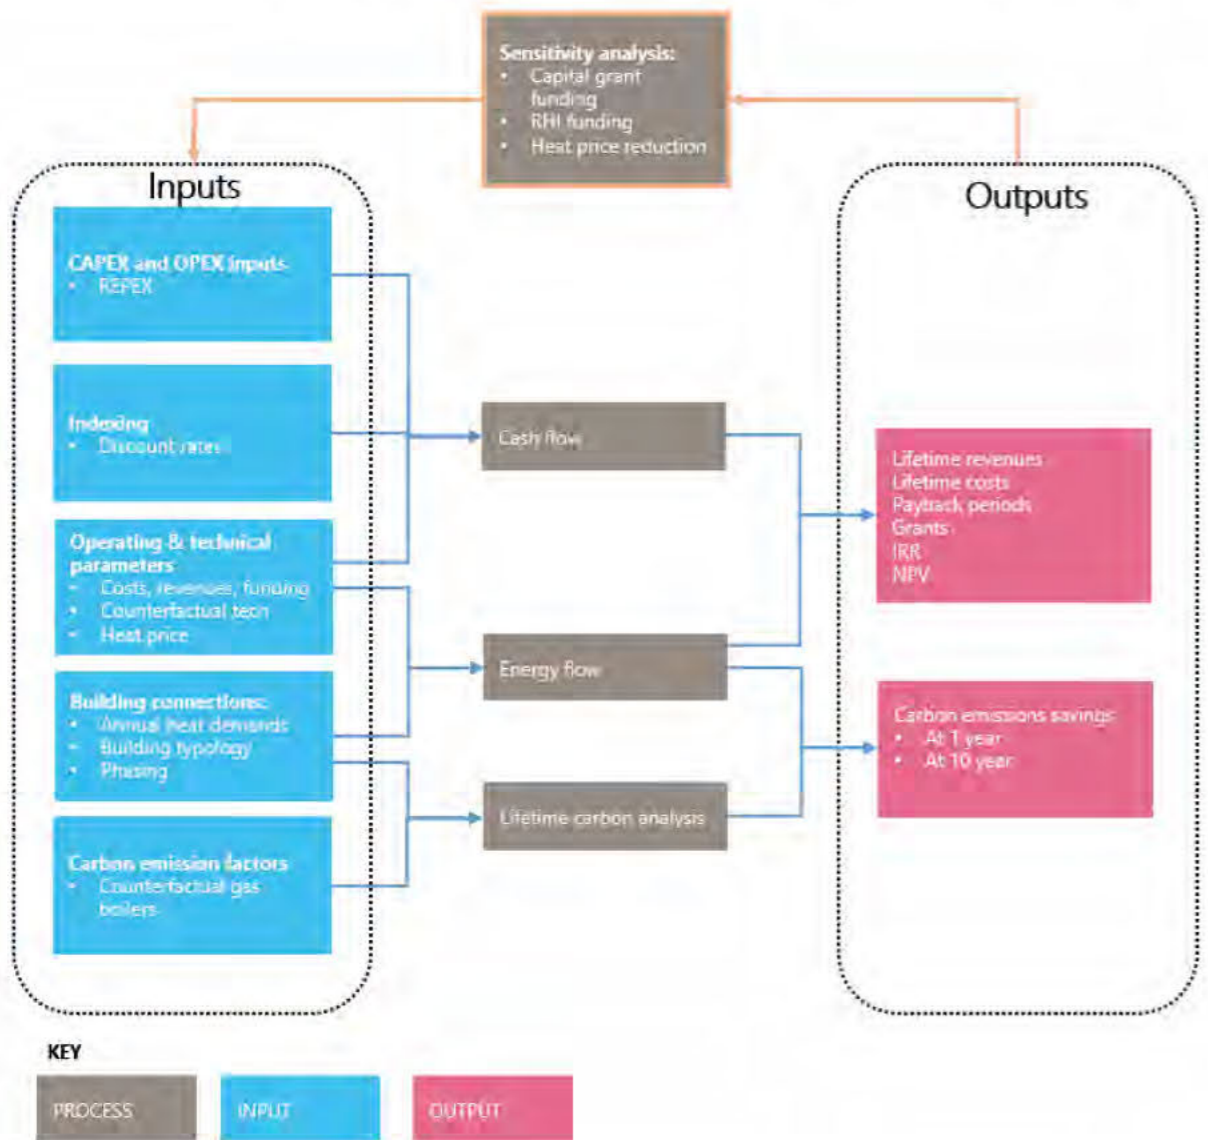 Sensitivity analysis:
• Capital grant
funding
• RHI funding
• Heat price reduction
Inputs
Outputs
CAPEX and OPEX inputs
• REPEX
Indexing
• Discount rates
Operating & technical
parameters
• Costs, revenues, funding
• Counterfactual tech
• Heat price
Building connections:
• Annual heat demands
• Building typology
• Phasing
Carbon emission factors
• Counterfactual gas
boilers
Cash flow
Energy flow
Lifetime carbon analysis
Lifetime revenues
Lifetime costs
Payback periods
Grants
IRR
NPV
Carbon emissions savings
• At 1 year
• At 10 year
KEY
PROCESS
INPUT
OUTPUT